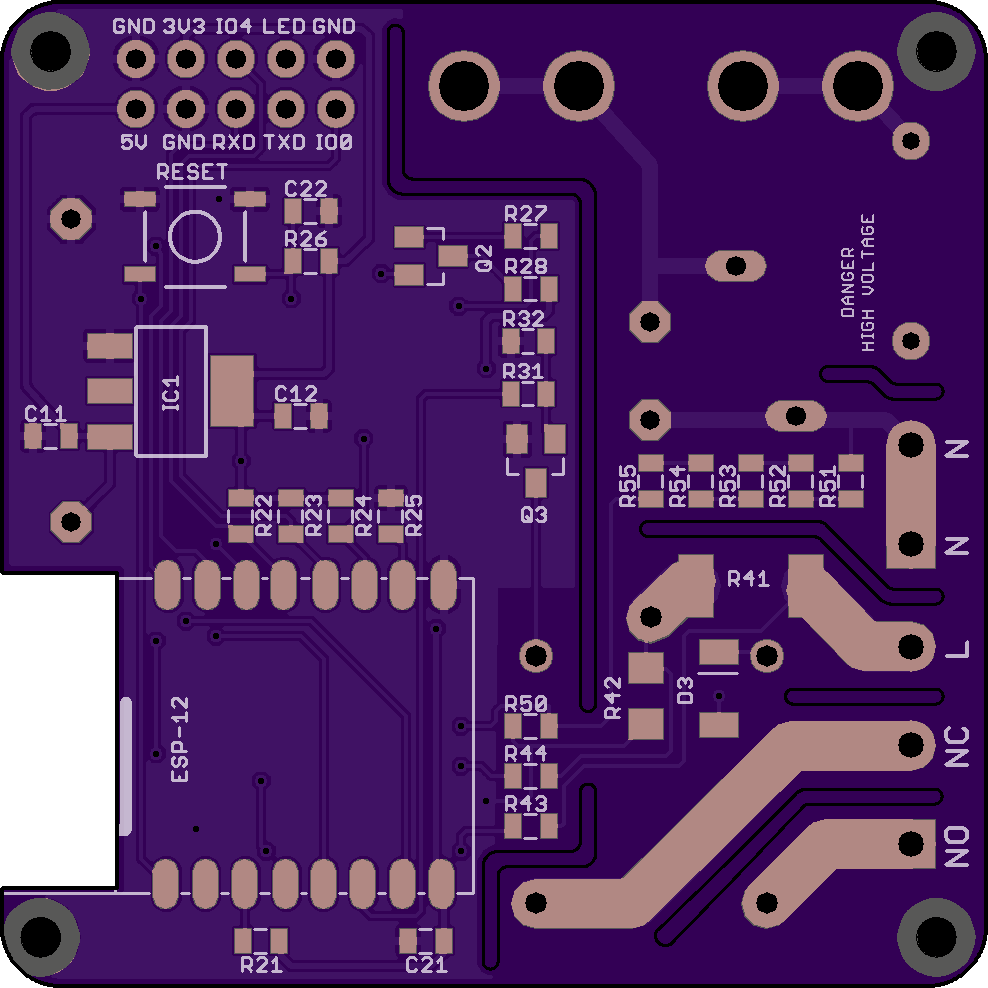 GND 3V3 IO4 LED GND
5V GND RXD TXD IO0
RESET
C22
R26
R27
Q2
R28
R32
R31
DANGER
HIGH VOLTAGE
IC1
C12
C11
N
R55
R54
R53
R52
R51
R22
R23
R24
R25
Q3
N
R41
L
R42
D3
ESP-12
R50
NC
R44
R43
NO
R21
C21